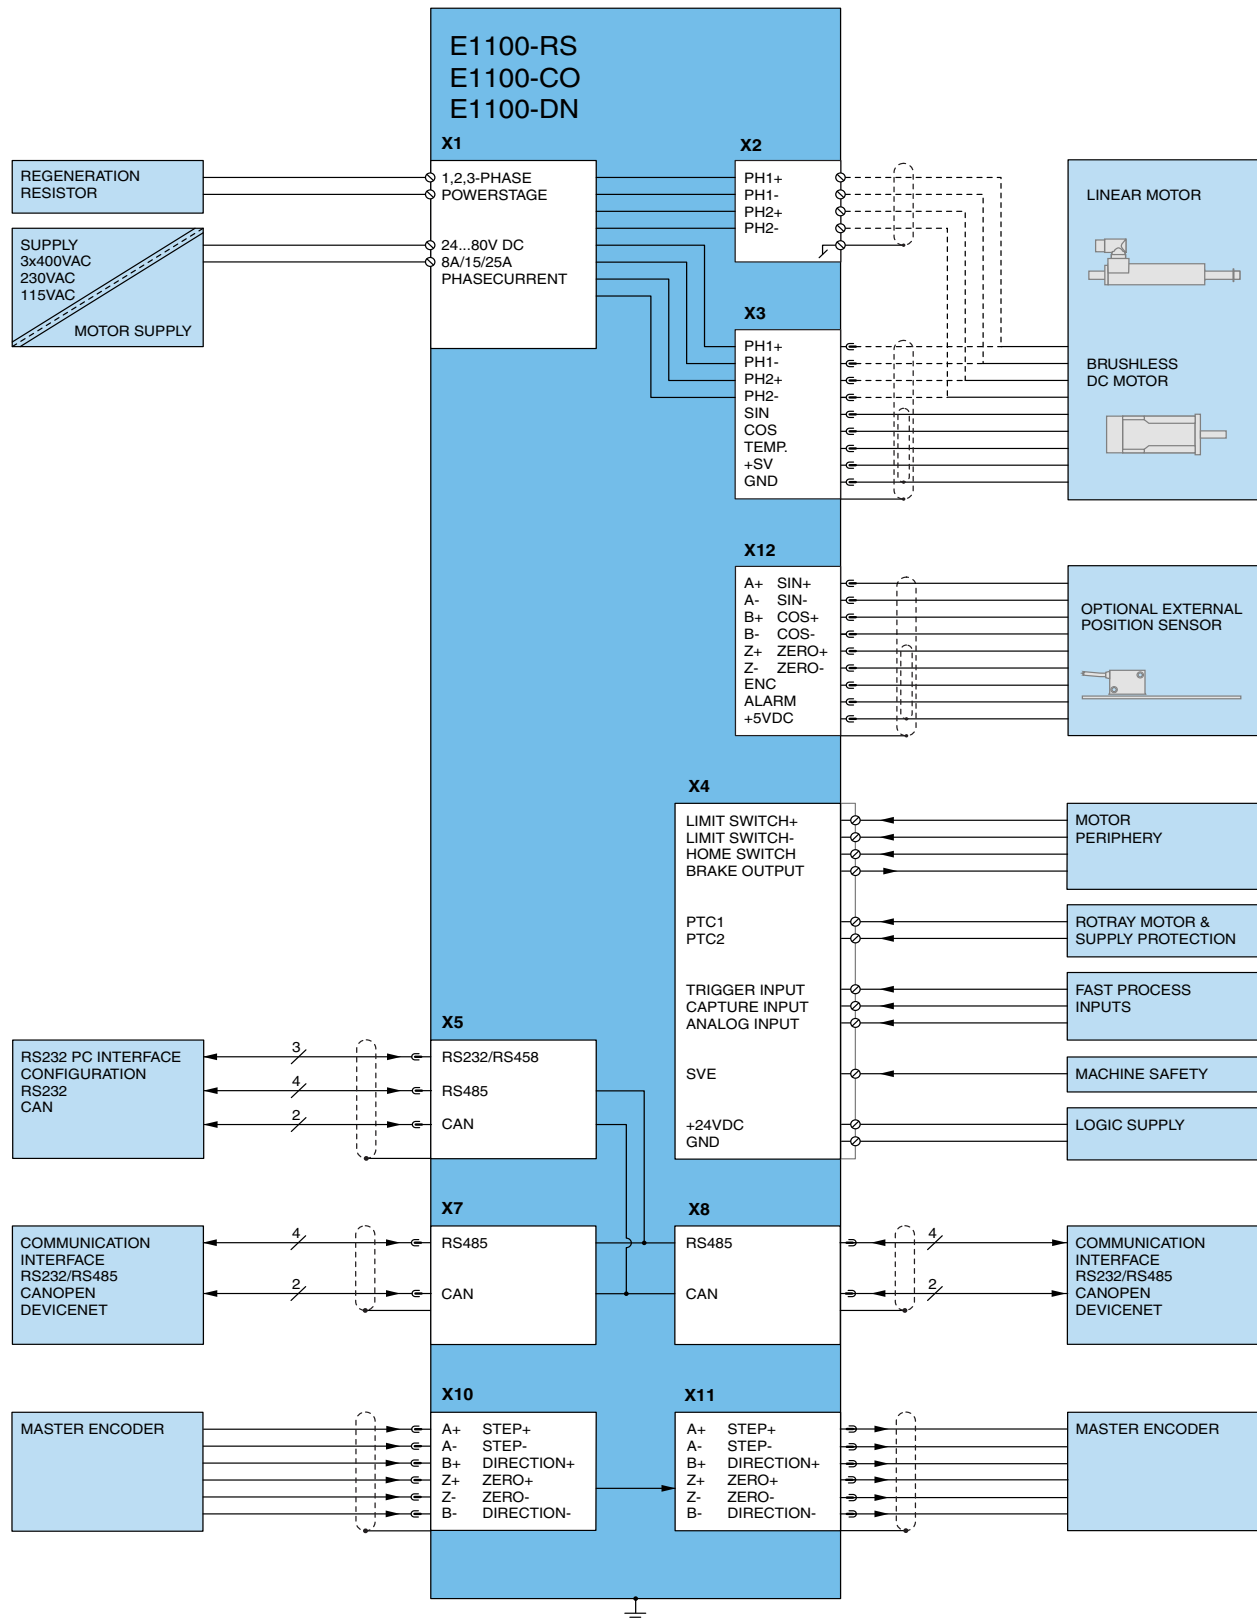 E1100-RS
E1100-CO
E1100-DN
X1
X2
REGENERATION
RESISTOR
1,2,3-PHASE
POWERSTAGE
24...80V DC
8A/15/25A
PHASECURRENT
SUPPLY
3x400VAC
230VAC
115VAC
MOTOR SUPPLY
PH1+
PH1-
PH2+
PH2-
LINEAR MOTOR
BRUSHLESS
DC MOTOR
X3
PH1+
PH1-
PH2+
PH2-
SIN
COS
TEMP.
+SV
GND
X12
A+ SIN+
A- SIN-
B+ COS+
B- COS-
Z+ ZERO+
Z- ZERO-
ENC
ALARM
+5VDC
OPTIONAL EXTERNAL
POSITION SENSOR
X4
LIMIT SWITCH+
LIMIT SWITCH-
HOME SWITCH
BRAKE OUTPUT
PTC1
PTC2
TRIGGER INPUT
CAPTURE INPUT
ANALOG INPUT
SVE
+24VDC
GND
MOTOR
PERIPHERY
ROTRAY MOTOR &
SUPPLY PROTECTION
FAST PROCESS
INPUTS
MACHINE SAFETY
LOGIC SUPPLY
X5
RS232 PC INTERFACE
CONFIGURATION
RS232
CAN
3
4
2
RS232/RS458
RS485
CAN
X7
X8
COMMUNICATION
INTERFACE
RS232/RS485
CANOPEN
DEVICENET
4
2
RS485
CAN
RS485
CAN
4
2
COMMUNICATION
INTERFACE
RS232/RS485
CANOPEN
DEVICENET
X10
X11
MASTER ENCODER
A+ STEP+
A- STEP-
B+ DIRECTION+
Z+ ZERO+
Z- ZERO-
B- DIRECTION-
A+ STEP+
A- STEP-
B+ DIRECTION+
Z+ ZERO+
Z- ZERO-
B- DIRECTION-
MASTER ENCODER